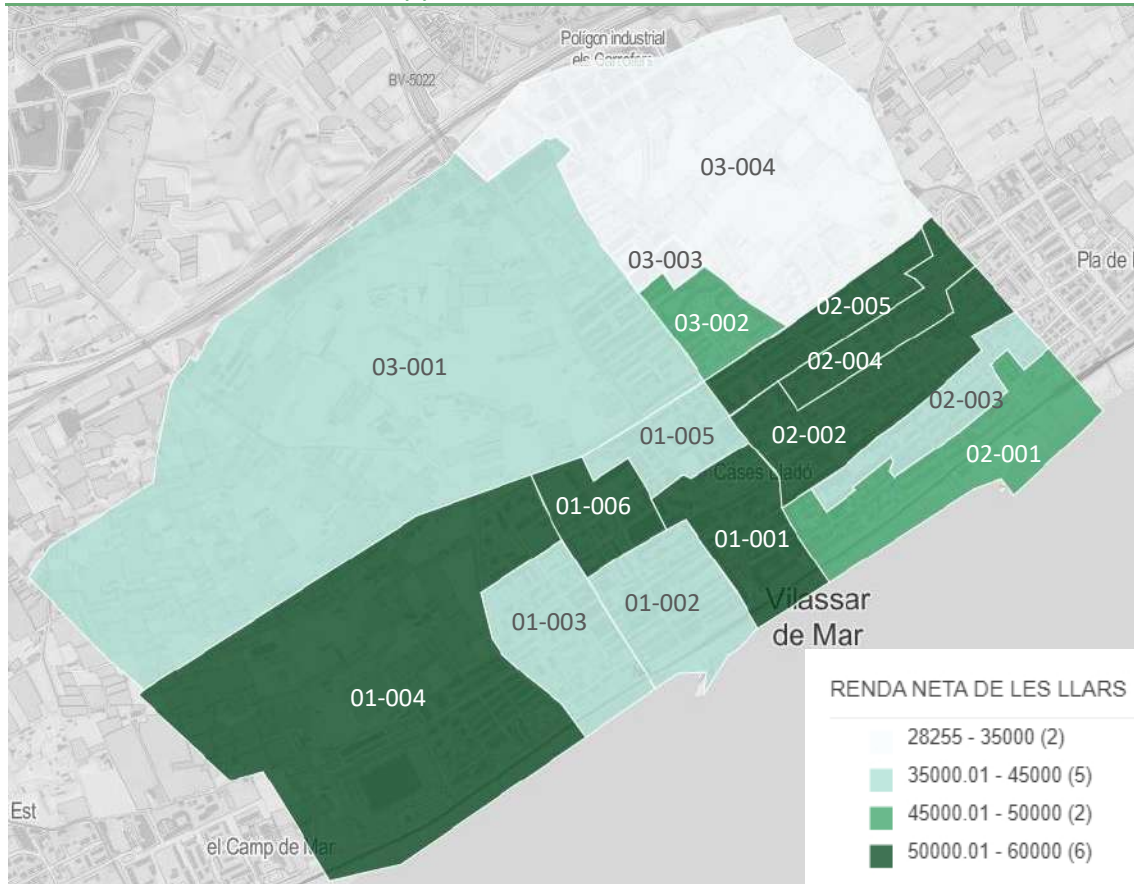 Polígon industrial
els Garrofers
BV-5022
03-004
Pla de
03-003
02-005
03-002
02-004
03-001
02-003
01-005
02-002
02-001
Cases Lladó
01-006
01-001
01-002
Vilassar
de Mar
01-003
01-004
RENDA NETA DE LES LLARS
28255 - 35000 (2)
35000.01 - 45000 (5)
45000.01 - 50000 (2)
50000.01 - 60000 (6)
Est
el Camp de Mar